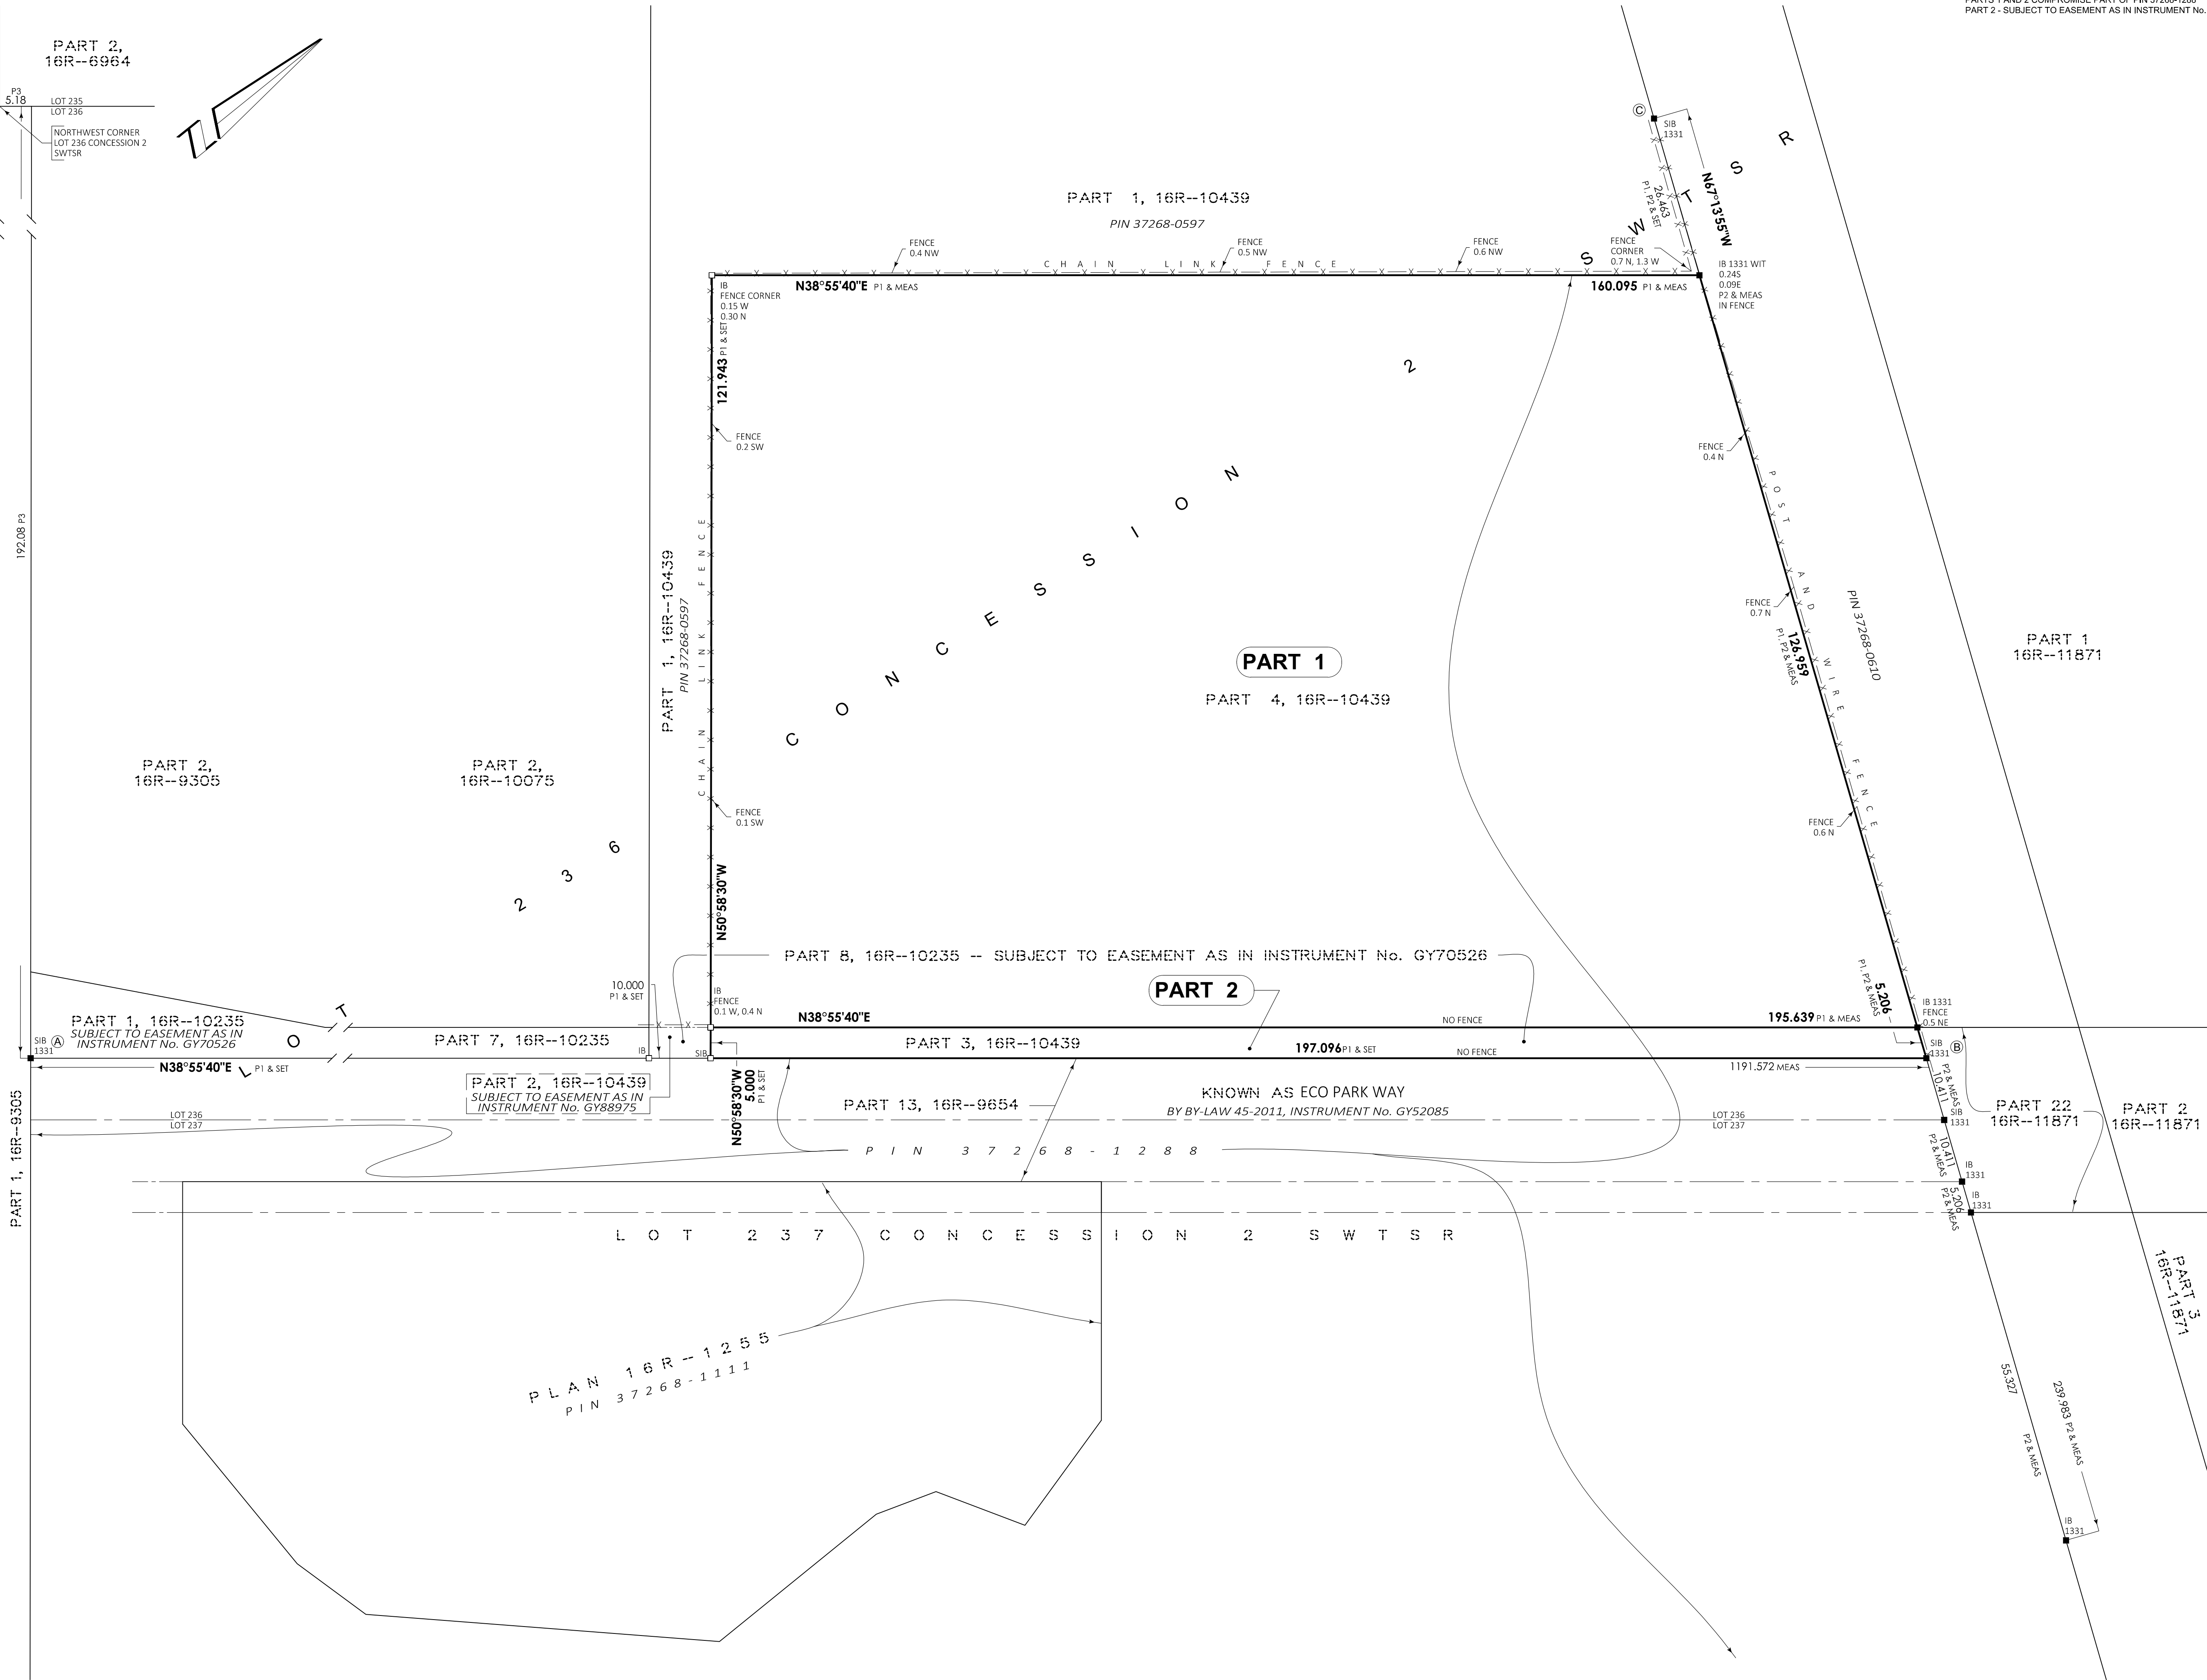 PARTS 1 AND 2 COMPROMISE PART OF PIN 37268-1288
PART 2 - SUBJECT TO EASEMENT AS IN INSTRUMENT No.
PART 2,
16R--6964
P3
5.18
LOT 235
LOT 236
NORTHWEST CORNER
LOT 236 CONCESSION 2
SWTSR
192.08 P3
C
SIB
1331
N67°13'55"W
26.463
P1, P2 & SET
S W T S R
PART 1, 16R--10439
PIN 37268-0597
FENCE
0.4 NW
FENCE
0.5 NW
FENCE
0.6 NW
FENCE
CORNER
0.7 N, 1.3 W
CHAIN LINK FENCE
IB 1331 WIT
0.24S
0.09E
P2 & MEAS
IN FENCE
N38°55'40"E P1 & MEAS
160.095 P1 & MEAS
IB
FENCE CORNER
0.15 W
0.30 N
121.943 P1 & SET
FENCE
0.2 SW
2
CONCESSION
FENCE
0.4 N
POST AND WIRE FENCE
FENCE
0.7 N
126.959
P1, P2 & MEAS
PIN 37268-0610
PART 1
16R--11871
CHAIN LINK FENCE
PART 1, 16R--10439
PIN 37268-0597
PART 1
PART 4, 16R--10439
PART 2,
16R--9305
PART 2,
16R--10075
FENCE
0.1 SW
FENCE
0.6 N
236
N50°58'30"W
PART 8, 16R--10235 -- SUBJECT TO EASEMENT AS IN INSTRUMENT No. GY70526
10.000
P1 & SET
IB
FENCE
0.1 W, 0.4 N
PART 2
P1, P2 & MEAS
5.206
IB 1331
FENCE
0.5 NE
N38°55'40"E
NO FENCE
195.639 P1 & MEAS
PART 1, 16R--10235
SUBJECT TO EASEMENT AS IN
INSTRUMENT No. GY70526
LOT
SIB
1331
A
PART 7, 16R--10235
IB
SIB
PART 3, 16R--10439
197.096 P1 & SET
NO FENCE
SIB
1331
B
N38°55'40"E P1 & SET
1191.572 MEAS
PART 2, 16R--10439
SUBJECT TO EASEMENT AS IN
INSTRUMENT No. GY88975
N50°58'30"W
5.000
P1 & SET
PART 13, 16R--9654
KNOWN AS ECO PARK WAY
BY BY-LAW 45-2011, INSTRUMENT No. GY52085
P2 & MEAS
10.411
SIB
1331
PART 22
16R--11871
PART 2
16R--11871
LOT 236
LOT 237
LOT 236
LOT 237
PART 1, 16R--9305
PIN 37268-1288
10.411
P2 & MEAS
IB
1331
5.206
P2 & MEAS
IB
1331
LOT 237 CONCESSION 2 SWTSR
PART 3
16R--11871
PLAN 16R--1255
PIN 37268-1111
55.327
P2 & MEAS
239.983 P2 & MEAS
IB
1331